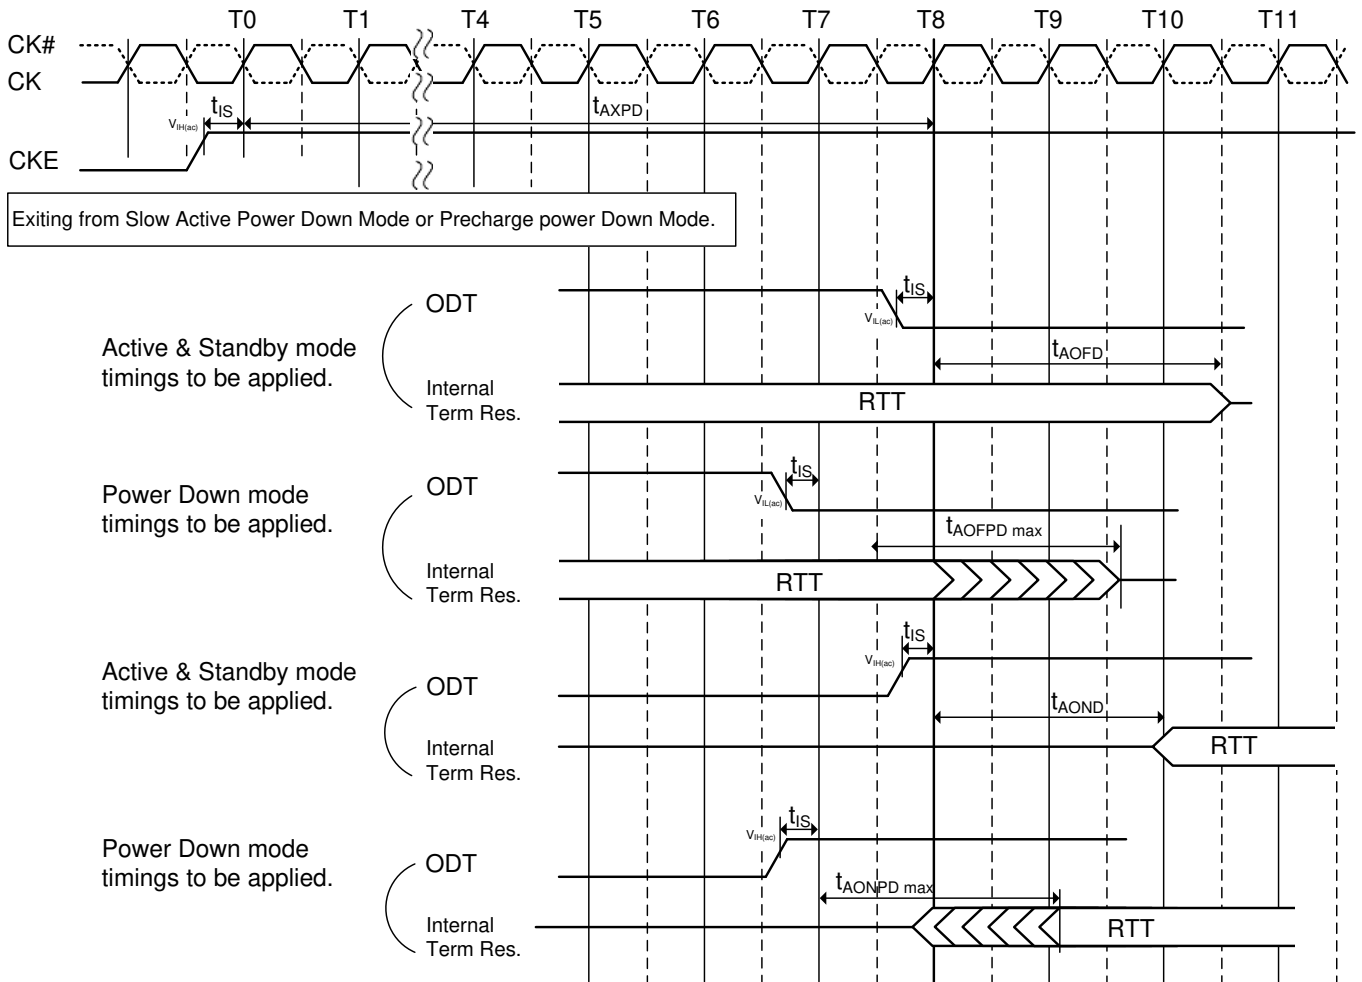 T0 T1 T4 T5 T6 T7 T8 T9 T10 T11
CK#
CK
tIS
tAXPD
VIH(ac)
CKE
Exiting from Slow Active Power Down Mode or Precharge power Down Mode.
ODT
tIS
VIL(ac)
Active & Standby mode
timings to be applied.
tAOFD
Internal
Term Res.
RTT
Power Down mode
timings to be applied.
ODT
tIS
VIL(ac)
tAOFPD max
Internal
Term Res.
RTT
Active & Standby mode
timings to be applied.
ODT
tIS
VIH(ac)
tAOND
Internal
Term Res.
RTT
Power Down mode
timings to be applied.
ODT
tIS
VIH(ac)
tAONPD max
Internal
Term Res.
RTT